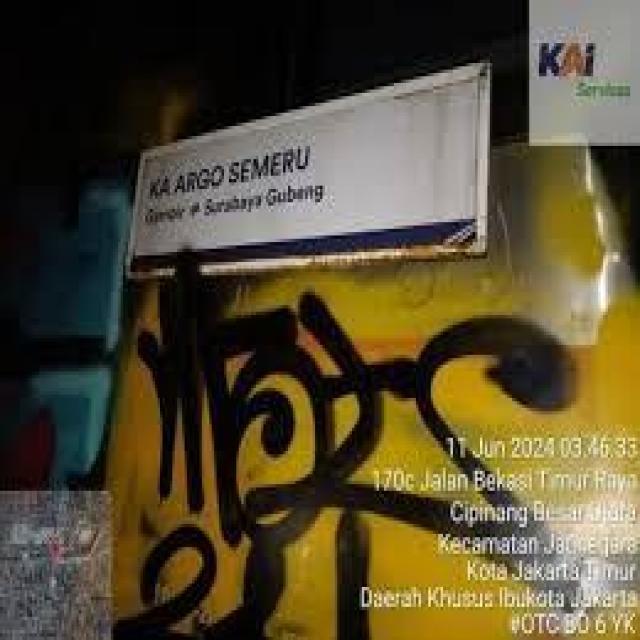 KAI
Services
KA ARGO SEMERU
Gambir ⇌ Surabaya Gubeng
11 Jun 2024 03.46.33
170c Jalan Bekasi Timur Raya
Cipinang Besar Utara
Kecamatan Jatinegara
Kota Jakarta Timur
Daerah Khusus Ibukota Jakarta
#OTC BD 6 YK